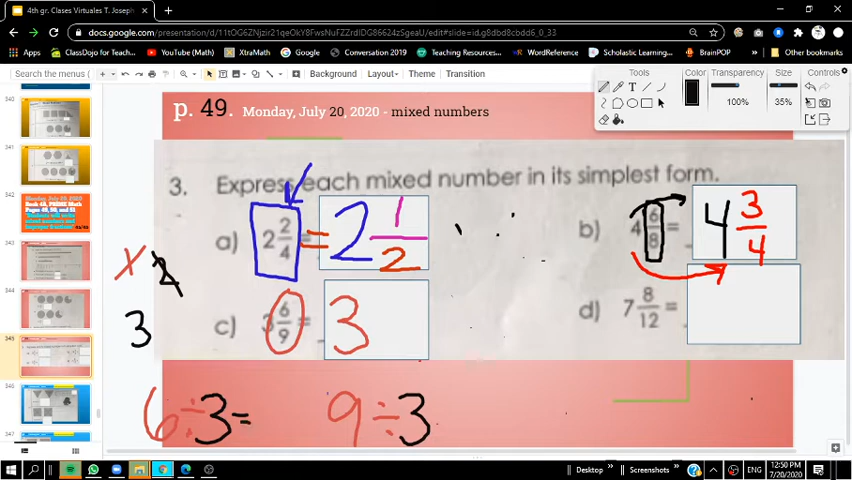 4th gr. Clases Virtuales T. Joseph
docs.google.com/presentation/d/11tOG6ZNjzir21qeOkY8FwsNuFZZrdIDG86624zSgeaU/edit#slide=id.g8dbd8cbdd6_0_33
Apps ClassDojo for Teach... YouTube (M2M) XtraMath Google Conversation 2019 Teaching Resources... WordReference Scholastic Learning... BrainPOP
Search the menus (
Background Layout Theme Transition
Tools Color Transparency Size Controls
100% 35%
340
341
342
343
344
345
346
347
p. 49. Monday, July 20, 2020 - mixed numbers
3. Express each mixed number in its simplest form.
a) 2 2/4 = 2 1/2
b) 4 6/8 = 4 3/4
x 2
3
c) 3 6/9 = 3
d) 7 8/12 =
6 ÷ 3 = 9 ÷ 3
Desktop Screenshots ENG 12:50 PM
7/20/2020